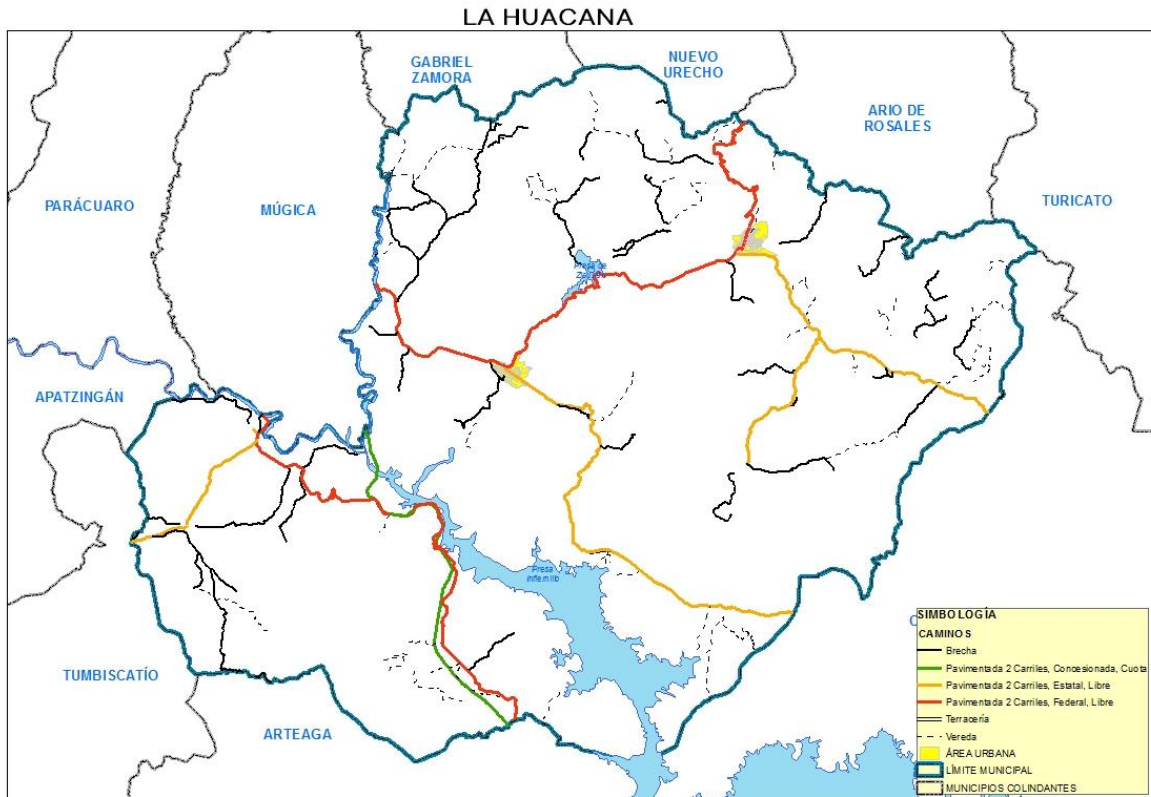 LA HUACANA
GABRIEL
ZAMORA
NUEVO
URECHO
ARIO DE
ROSALES
PARÁCUARO
MÚGICA
TURICATO
Presa de
APATZINGÁN
Presa
Infiernillo
TUMBISCATÍO
ARTEAGA
C
SIMBOLOGÍA
CAMINOS
Brecha
Pavimentada 2 Carriles, Concesionada, Cuota
Pavimentada 2 Carriles, Estatal, Libre
Pavimentada 2 Carriles, Federal, Libre
Terracería
Vereda
ÁREA URBANA
LÍMITE MUNICIPAL
MUNICIPIOS COLINDANTES